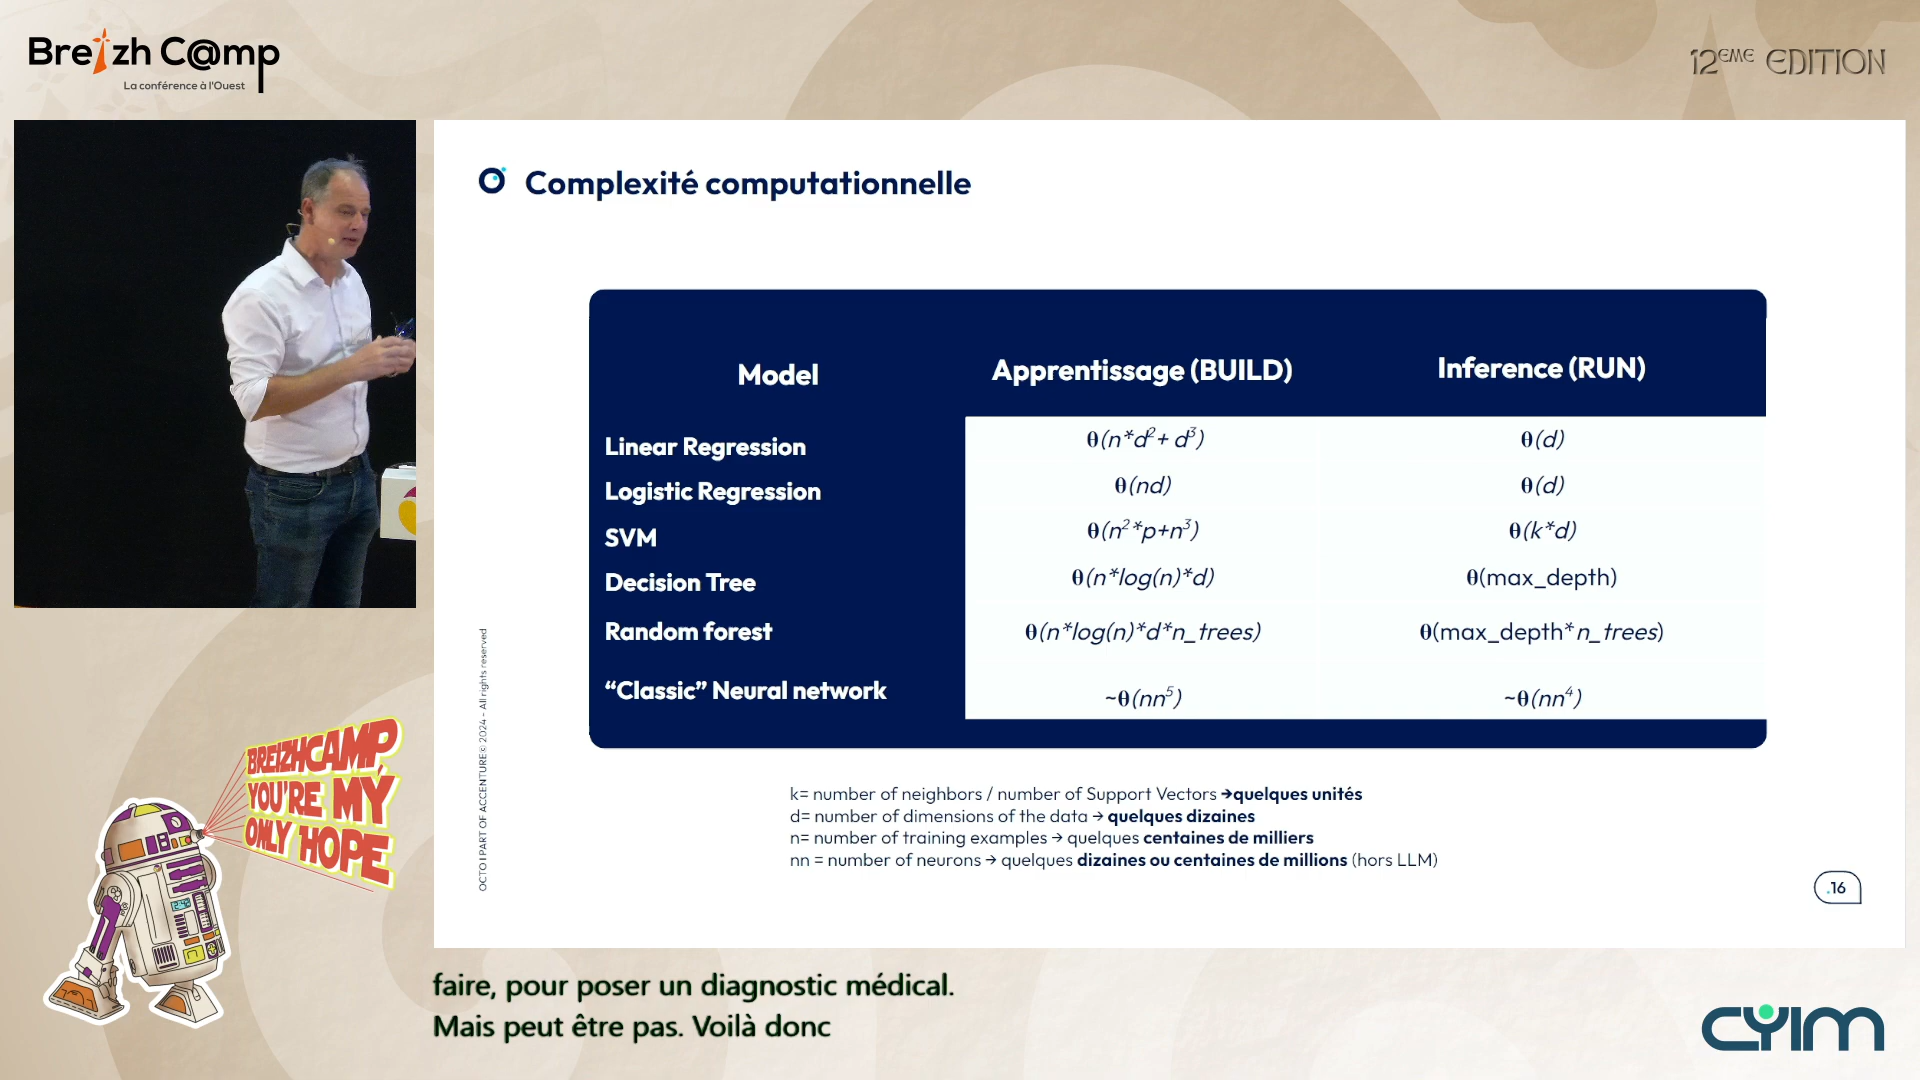 Breizh C@mp
La conférence à l'Ouest
12EME EDITION
Complexité computationnelle
Model Apprentissage (BUILD) Inference (RUN)
Linear Regression θ(n*d²+ d³) θ(d)
Logistic Regression θ(nd) θ(d)
SVM θ(n²*p+n³) θ(k*d)
Decision Tree θ(n*log(n)*d) θ(max_depth)
Random forest θ(n*log(n)*d*n_trees) θ(max_depth*n_trees)
“Classic” Neural network ~θ(nn⁵) ~θ(nn⁴)
k= number of neighbors / number of Support Vectors →quelques unités
d= number of dimensions of the data → quelques dizaines
n= number of training examples → quelques centaines de milliers
nn = number of neurons → quelques dizaines ou centaines de millions (hors LLM)
OCTO I PART OF ACCENTURE © 2024 - All rights reserved
.16
BREIZHCAMP,
YOU'RE MY
ONLY HOPE
faire, pour poser un diagnostic médical.
Mais peut être pas. Voilà donc
CYIM